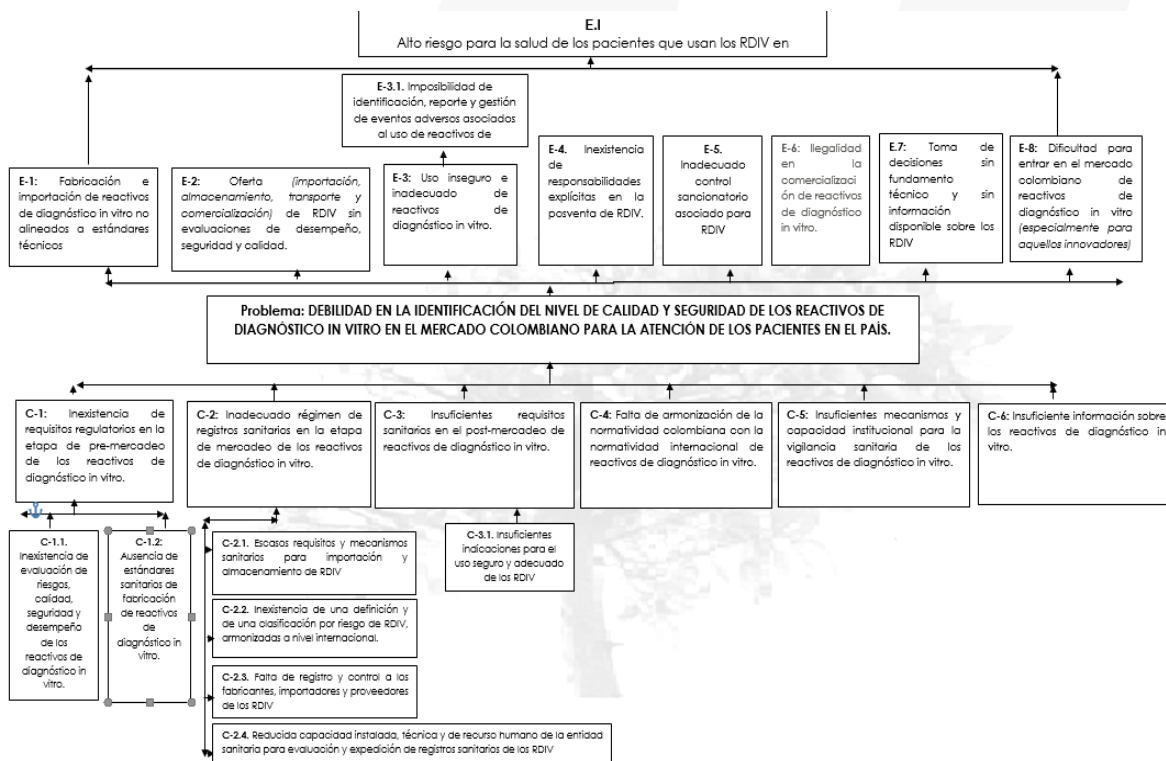 E.I
Alto riesgo para la salud de los pacientes que usan los RDIV en
E-3.1. Imposibilidad de
identificación, reporte y gestión
de eventos adversos asociados
al uso de reactivos de
E-1: Fabricación e
importación de reactivos
de diagnóstico in vitro no
alineados a estándares
técnicos
E-2: Oferta (importación,
almacenamiento, transporte y
comercialización) de RDIV sin
evaluaciones de desempeño,
seguridad y calidad.
E-3: Uso inseguro e
inadecuado de
reactivos de
diagnóstico in vitro.
E-4. Inexistencia
de
responsabilidades
explícitas en la
posventa de RDIV.
E-5.
Inadecuado
control
sancionatorio
asociado para
RDIV
E-6: Ilegalidad
en la
comercializació
n de reactivos
de diagnóstico
in vitro.
E.7: Toma de
decisiones sin
fundamento
técnico y sin
información
disponible sobre los
RDIV
E-8: Dificultad para
entrar en el mercado
colombiano de
reactivos de
diagnóstico in vitro
(especialmente para
aquellos innovadores)
Problema: DEBILIDAD EN LA IDENTIFICACIÓN DEL NIVEL DE CALIDAD Y SEGURIDAD DE LOS REACTIVOS DE
DIAGNÓSTICO IN VITRO EN EL MERCADO COLOMBIANO PARA LA ATENCIÓN DE LOS PACIENTES EN EL PAÍS.
C-1: Inexistencia de
requisitos regulatorios en la
etapa de pre-mercadeo
de los reactivos de
diagnóstico in vitro.
C-2: Inadecuado régimen de
registros sanitarios en la etapa
de mercadeo de los reactivos
de diagnóstico in vitro.
C-3: Insuficientes requisitos
sanitarios en el post-mercadeo de
reactivos de diagnóstico in vitro.
C-4: Falta de armonización de la
normatividad colombiana con la
normatividad internacional de
reactivos de diagnóstico in vitro.
C-5: Insuficientes mecanismos y
capacidad institucional para la
vigilancia sanitaria de los
reactivos de diagnóstico in vitro.
C-6: Insuficiente información sobre
los reactivos de diagnóstico in
vitro.
C-1.1.
Inexistencia de
evaluación de
riesgos,
calidad,
seguridad y
desempeño
de los
reactivos de
diagnóstico in
vitro.
C-1.2:
Ausencia de
estándares
sanitarios de
fabricación
de reactivos
de
diagnóstico in
vitro.
C-2.1. Escasos requisitos y mecanismos
sanitarios para importación y
almacenamiento de RDIV
C-2.2. Inexistencia de una definición y
de una clasificación por riesgo de RDIV,
armonizadas a nivel internacional.
C-2.3. Falta de registro y control a los
fabricantes, importadores y proveedores
de los RDIV
C-2.4. Reducida capacidad instalada, técnica y de recurso humano de la entidad
sanitaria para evaluación y expedición de registros sanitarios de los RDIV
C-3.1. Insuficientes
indicaciones para el
uso seguro y adecuado
de los RDIV